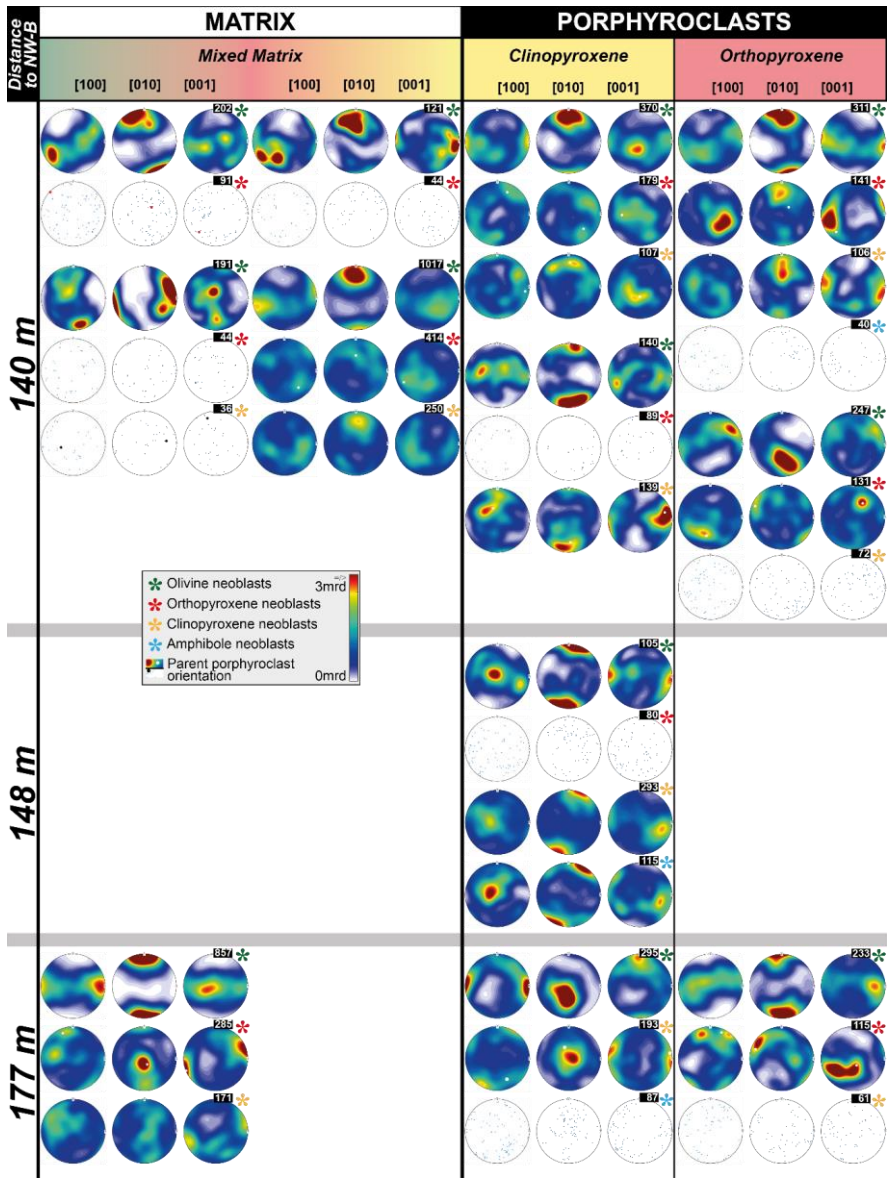 Distance to NW-B
MATRIX
PORPHYROCLASTS
Mixed Matrix
Clinopyroxene
Orthopyroxene
[100] [010] [001] [100] [010] [001]
[100] [010] [001]
[100] [010] [001]
140 m
202 121 370 311
91 44 179 141
107 106
191 1017
40
140
44 414
247
89
36 250
139 131
72
Olivine neoblasts
Orthopyroxene neoblasts
Clinopyroxene neoblasts
Amphibole neoblasts
Parent porphyroclast
orientation
3mrd
0mrd
148 m
105
80
293
115
177 m
857 295 233
285 193 115
171 87 61